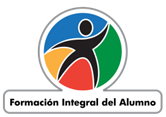 Formación Integral del Alumno